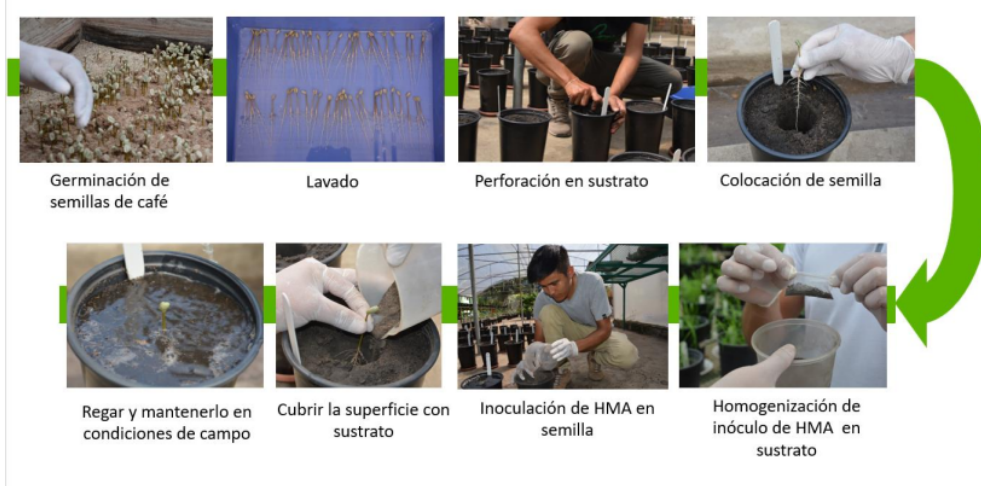 Germinación de
semillas de café
Lavado
Perforación en sustrato
Colocación de semilla
Homogenización de
inóculo de HMA en
sustrato
Inoculación de HMA en
semilla
Cubrir la superficie con
sustrato
Regar y mantenerlo en
condiciones de campo